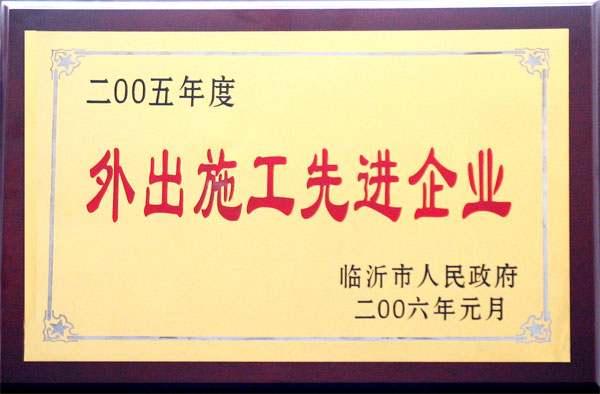 二00五年度
外出施工先进企业
临沂市人民政府
二00六年元月